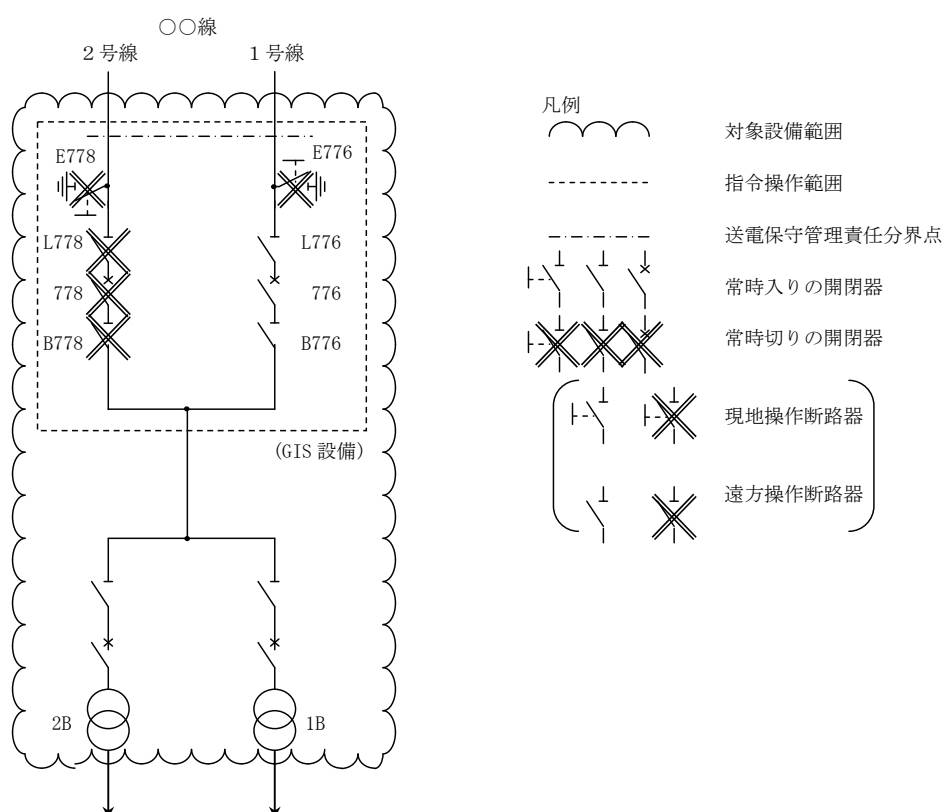 ○○線
２号線
１号線
E778
E776
L778
L776
778
776
B778
B776
(GIS 設備)
2B
1B
凡例
対象設備範囲
指令操作範囲
送電保守管理責任分界点
常時入りの開閉器
常時切りの開閉器
現地操作断路器
遠方操作断路器